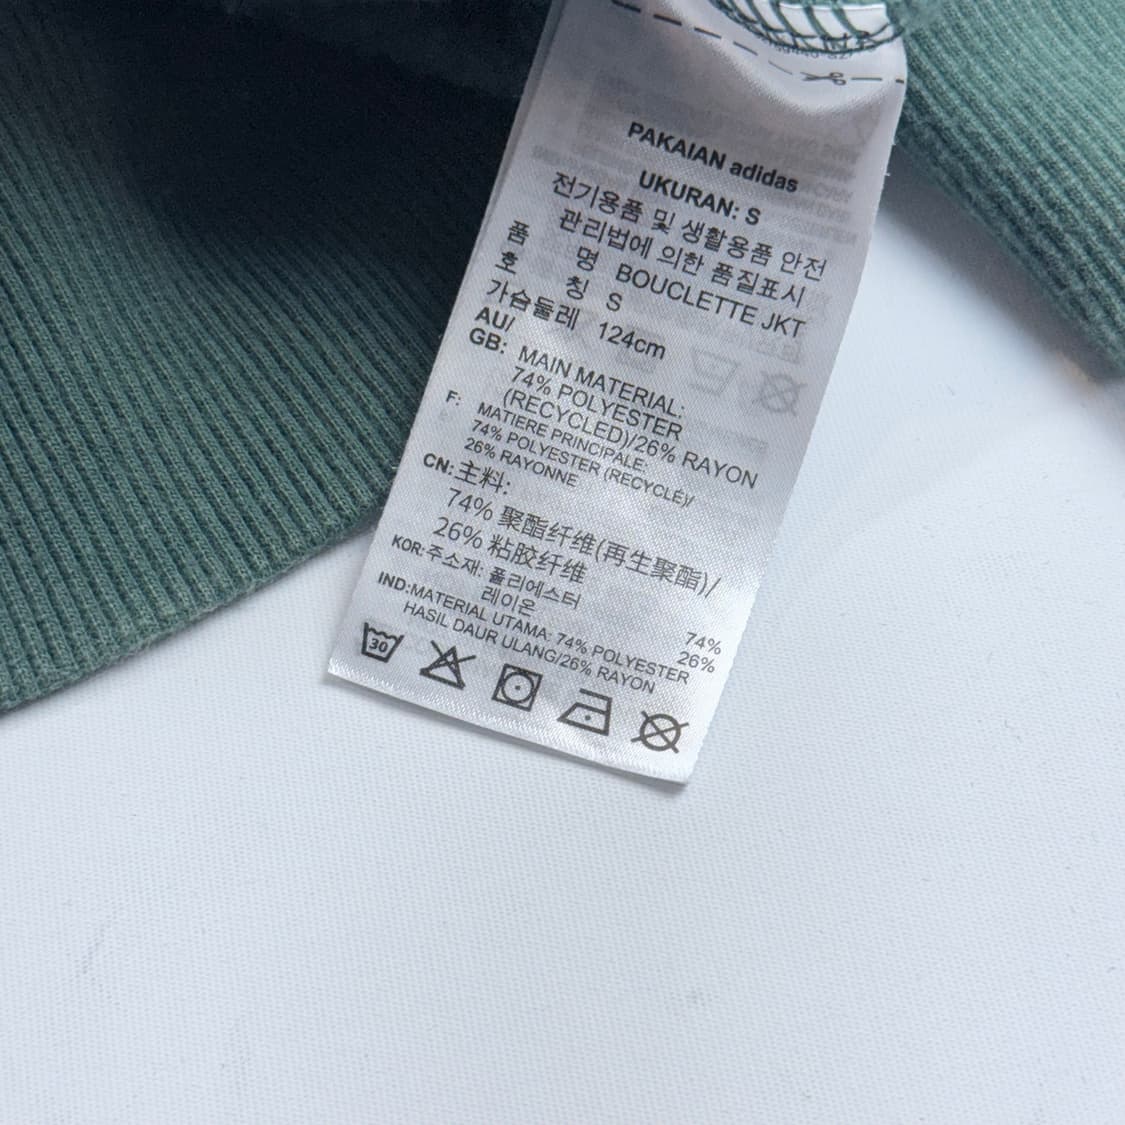 PAKAIAN adidas
UKURAN: S
전기용품 및 생활용품 안전
관리법에 의한 품질표시
품 명 BOUCLETTE JKT
호 칭 S
가슴둘레 124cm
AU/
GB: MAIN MATERIAL:
74% POLYESTER
(RECYCLED)/26% RAYON
F: MATIERE PRINCIPALE:
74% POLYESTER (RECYCLÉ)/
26% RAYONNE
CN: 主料:
74% 聚酯纤维(再生聚酯)/
26% 粘胶纤维
KOR: 주소재: 폴리에스터 74%
레이온 26%
IND: MATERIAL UTAMA: 74% POLYESTER
HASIL DAUR ULANG/26% RAYON
30